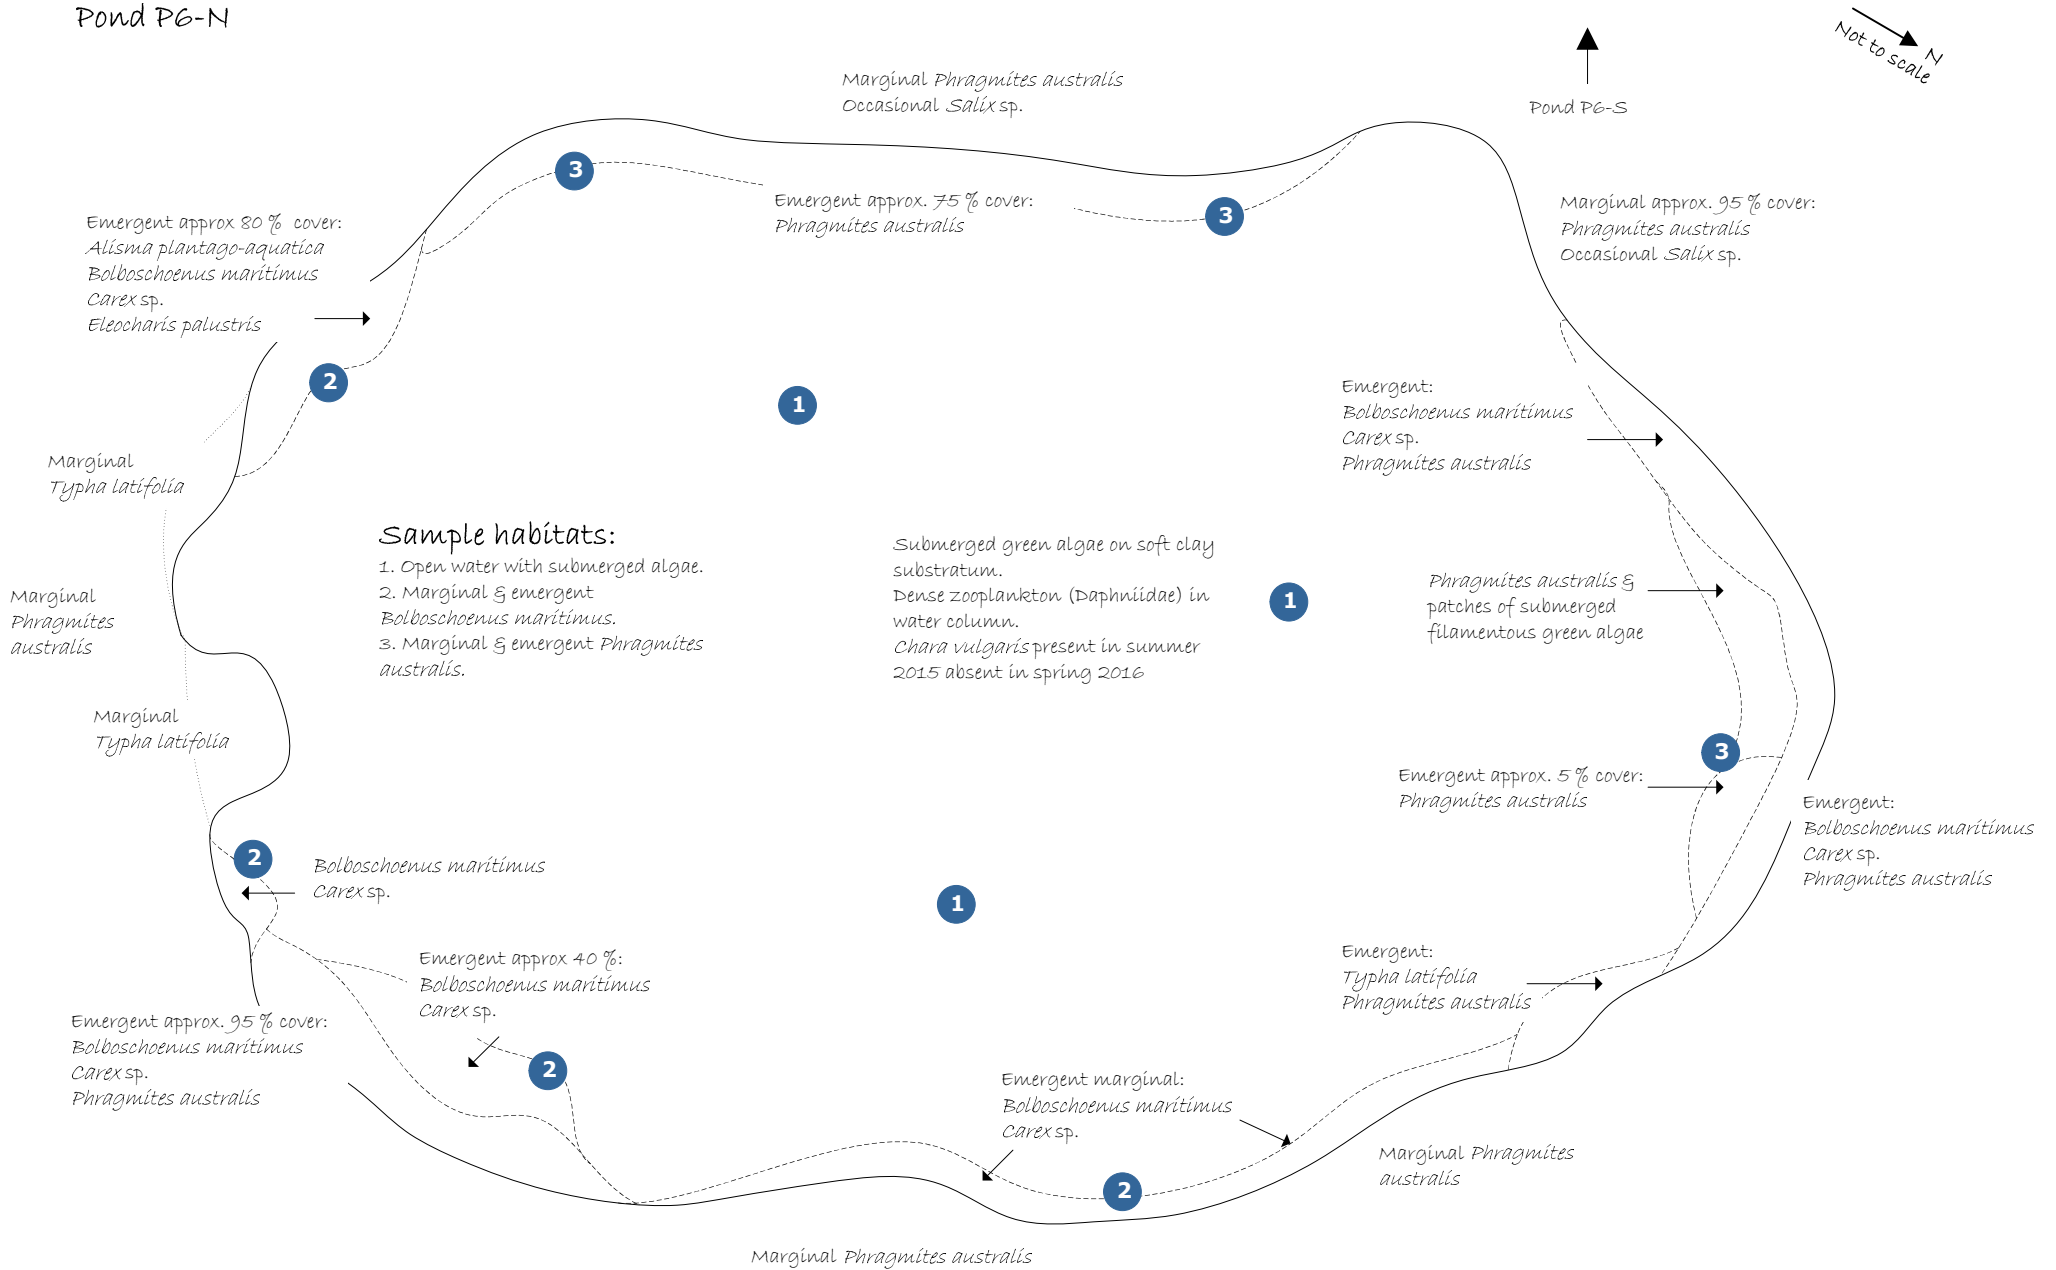 Pond P6-N
N
Not to scale
Marginal Phragmites australis
Occasional Salix sp.
Pond P6-S
3
Emergent approx. 75 % cover:
Phragmites australis
3
Marginal approx. 95 % cover:
Phragmites australis
Occasional Salix sp.
Emergent approx 80 % cover:
Alisma plantago-aquatica
Bolboschoenus maritimus
Carex sp.
Eleocharis palustris
2
1
Emergent:
Bolboschoenus maritimus
Carex sp.
Phragmites australis
Marginal
Typha latifolia
Sample habitats:
1. Open water with submerged algae.
2. Marginal & emergent
Bolboschoenus maritimus.
3. Marginal & emergent Phragmites
australis.
Submerged green algae on soft clay
substratum.
Dense zooplankton (Daphniidae) in
water column.
Chara vulgaris present in summer
2015 absent in spring 2016
1
Phragmites australis &
patches of submerged
filamentous green algae
Marginal
Phragmites
australis
Marginal
Typha latifolia
3
Emergent approx. 5 % cover:
Phragmites australis
Emergent:
Bolboschoenus maritimus
Carex sp.
Phragmites australis
2
Bolboschoenus maritimus
Carex sp.
1
Emergent approx 40 %:
Bolboschoenus maritimus
Carex sp.
Emergent:
Typha latifolia
Phragmites australis
Emergent approx. 95 % cover:
Bolboschoenus maritimus
Carex sp.
Phragmites australis
2
Emergent marginal:
Bolboschoenus maritimus
Carex sp.
2
Marginal Phragmites
australis
Marginal Phragmites australis